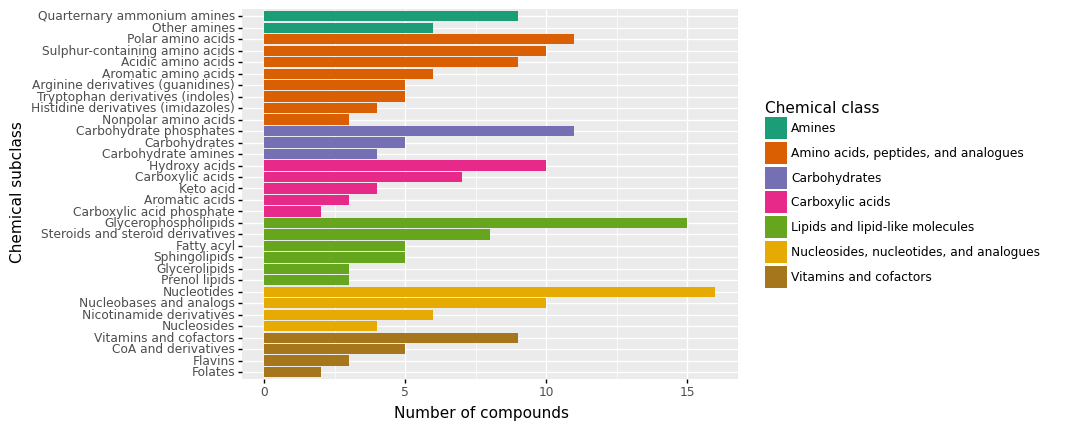 Quarternary ammonium amines
Other amines
Polar amino acids
Sulphur-containing amino acids
Acidic amino acids
Aromatic amino acids
Arginine derivatives (guanidines)
Tryptophan derivatives (indoles)
Histidine derivatives (imidazoles)
Nonpolar amino acids
Carbohydrate phosphates
Carbohydrates
Carbohydrate amines
Hydroxy acids
Carboxylic acids
Keto acid
Aromatic acids
Carboxylic acid phosphate
Glycerophospholipids
Steroids and steroid derivatives
Fatty acyl
Sphingolipids
Glycerolipids
Prenol lipids
Nucleotides
Nucleobases and analogs
Nicotinamide derivatives
Nucleosides
Vitamins and cofactors
CoA and derivatives
Flavins
Folates
Chemical subclass
0 5 10 15
Number of compounds
Chemical class
Amines
Amino acids, peptides, and analogues
Carbohydrates
Carboxylic acids
Lipids and lipid-like molecules
Nucleosides, nucleotides, and analogues
Vitamins and cofactors